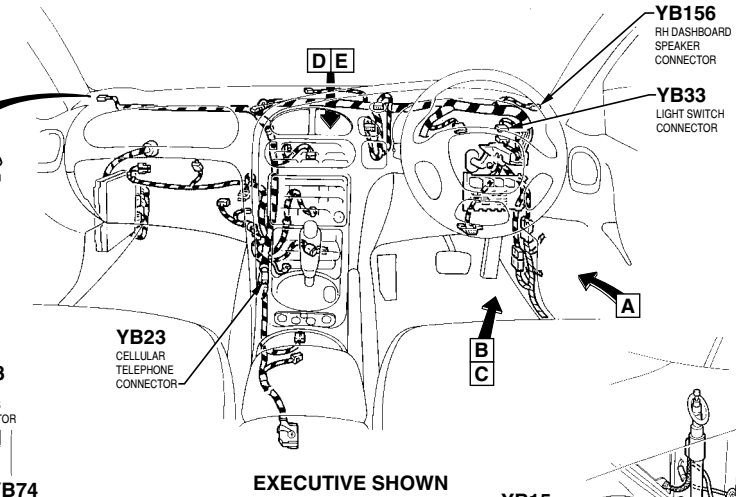 YB156
RH DASHBOARD
SPEAKER
CONNECTOR
D E
YB33
LIGHT SWITCH
CONNECTOR
A
YB23
CELLULAR
TELEPHONE
CONNECTOR
B
C
EXECUTIVE SHOWN